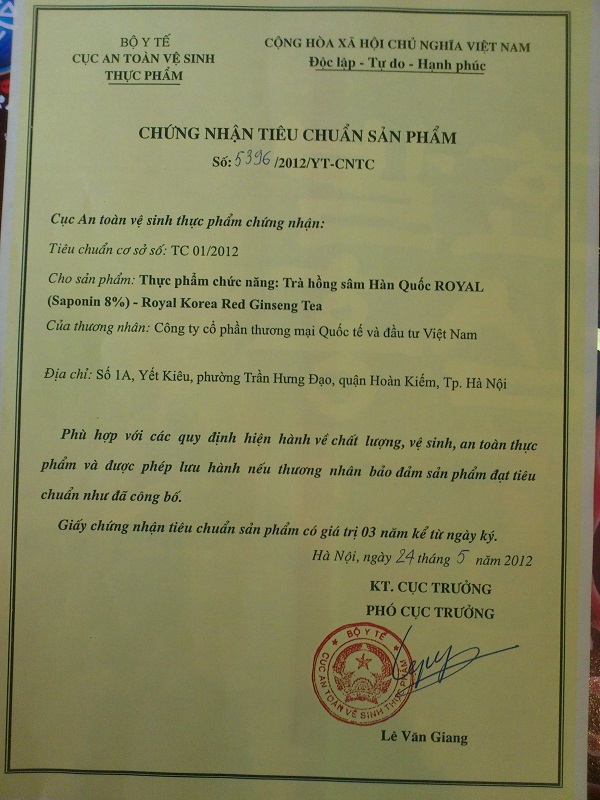 BỘ Y TẾ
CỤC AN TOÀN VỆ SINH
THỰC PHẨM
CỘNG HÒA XÃ HỘI CHỦ NGHĨA VIỆT NAM
Độc lập - Tự do - Hạnh phúc
CHỨNG NHẬN TIÊU CHUẨN SẢN PHẨM
Số: 5396 /2012/YT-CNTC
Cục An toàn vệ sinh thực phẩm chứng nhận:
Tiêu chuẩn cơ sở số: TC 01/2012
Cho sản phẩm: Thực phẩm chức năng: Trà hồng sâm Hàn Quốc ROYAL
(Saponin 8%) - Royal Korea Red Ginseng Tea
Của thương nhân: Công ty cổ phần thương mại Quốc tế và đầu tư Việt Nam
Địa chỉ: Số 1A, Yết Kiêu, phường Trần Hưng Đạo, quận Hoàn Kiếm, Tp. Hà Nội
Phù hợp với các quy định hiện hành về chất lượng, vệ sinh, an toàn thực
phẩm và được phép lưu hành nếu thương nhân bảo đảm sản phẩm đạt tiêu
chuẩn như đã công bố.
Giấy chứng nhận tiêu chuẩn sản phẩm có giá trị 03 năm kể từ ngày ký.
Hà Nội, ngày 24 tháng 5 năm 2012
KT. CỤC TRƯỞNG
PHÓ CỤC TRƯỞNG
BỘ Y TẾ
CỤC AN TOÀN VỆ SINH THỰC PHẨM
Lê Văn Giang